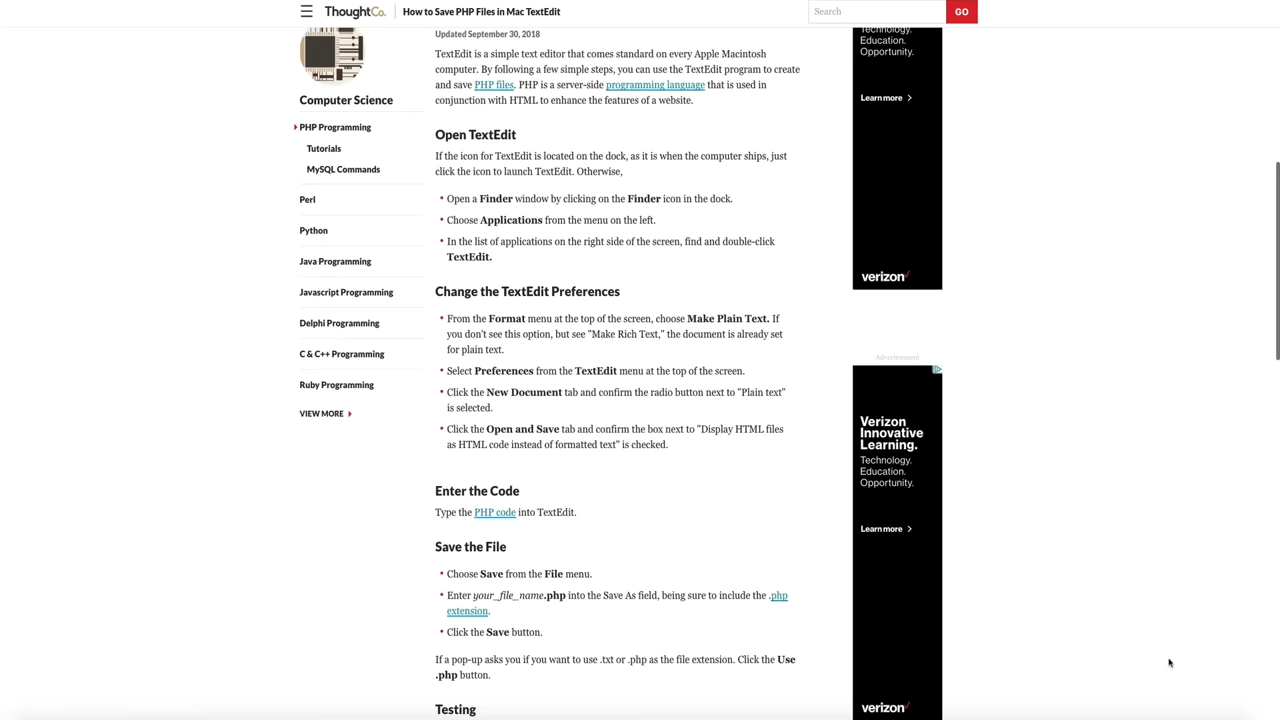 ThoughtCo. How to Save PHP Files in Mac TextEdit
Search GO
Computer Science
PHP Programming
Tutorials
MySQL Commands
Perl
Python
Java Programming
Javascript Programming
Delphi Programming
C & C++ Programming
Ruby Programming
VIEW MORE
Updated September 30, 2018
TextEdit is a simple text editor that comes standard on every Apple Macintosh
computer. By following a few simple steps, you can use the TextEdit program to create
and save PHP files. PHP is a server-side programming language that is used in
conjunction with HTML to enhance the features of a website.
Open TextEdit
If the icon for TextEdit is located on the dock, as it is when the computer ships, just
click the icon to launch TextEdit. Otherwise,
• Open a Finder window by clicking on the Finder icon in the dock.
• Choose Applications from the menu on the left.
• In the list of applications on the right side of the screen, find and double-click
TextEdit.
Change the TextEdit Preferences
• From the Format menu at the top of the screen, choose Make Plain Text. If
you don't see this option, but see "Make Rich Text," the document is already set
for plain text.
• Select Preferences from the TextEdit menu at the top of the screen.
• Click the New Document tab and confirm the radio button next to "Plain text"
is selected.
• Click the Open and Save tab and confirm the box next to "Display HTML files
as HTML code instead of formatted text" is checked.
Enter the Code
Type the PHP code into TextEdit.
Save the File
• Choose Save from the File menu.
• Enter your_file_name.php into the Save As field, being sure to include the .php
extension.
• Click the Save button.
If a pop-up asks you if you want to use .txt or .php as the file extension. Click the Use
.php button.
Testing
Technology.
Education.
Opportunity.
Learn more >
verizon
Advertisement
Verizon
Innovative
Learning.
Technology.
Education.
Opportunity.
Learn more >
verizon